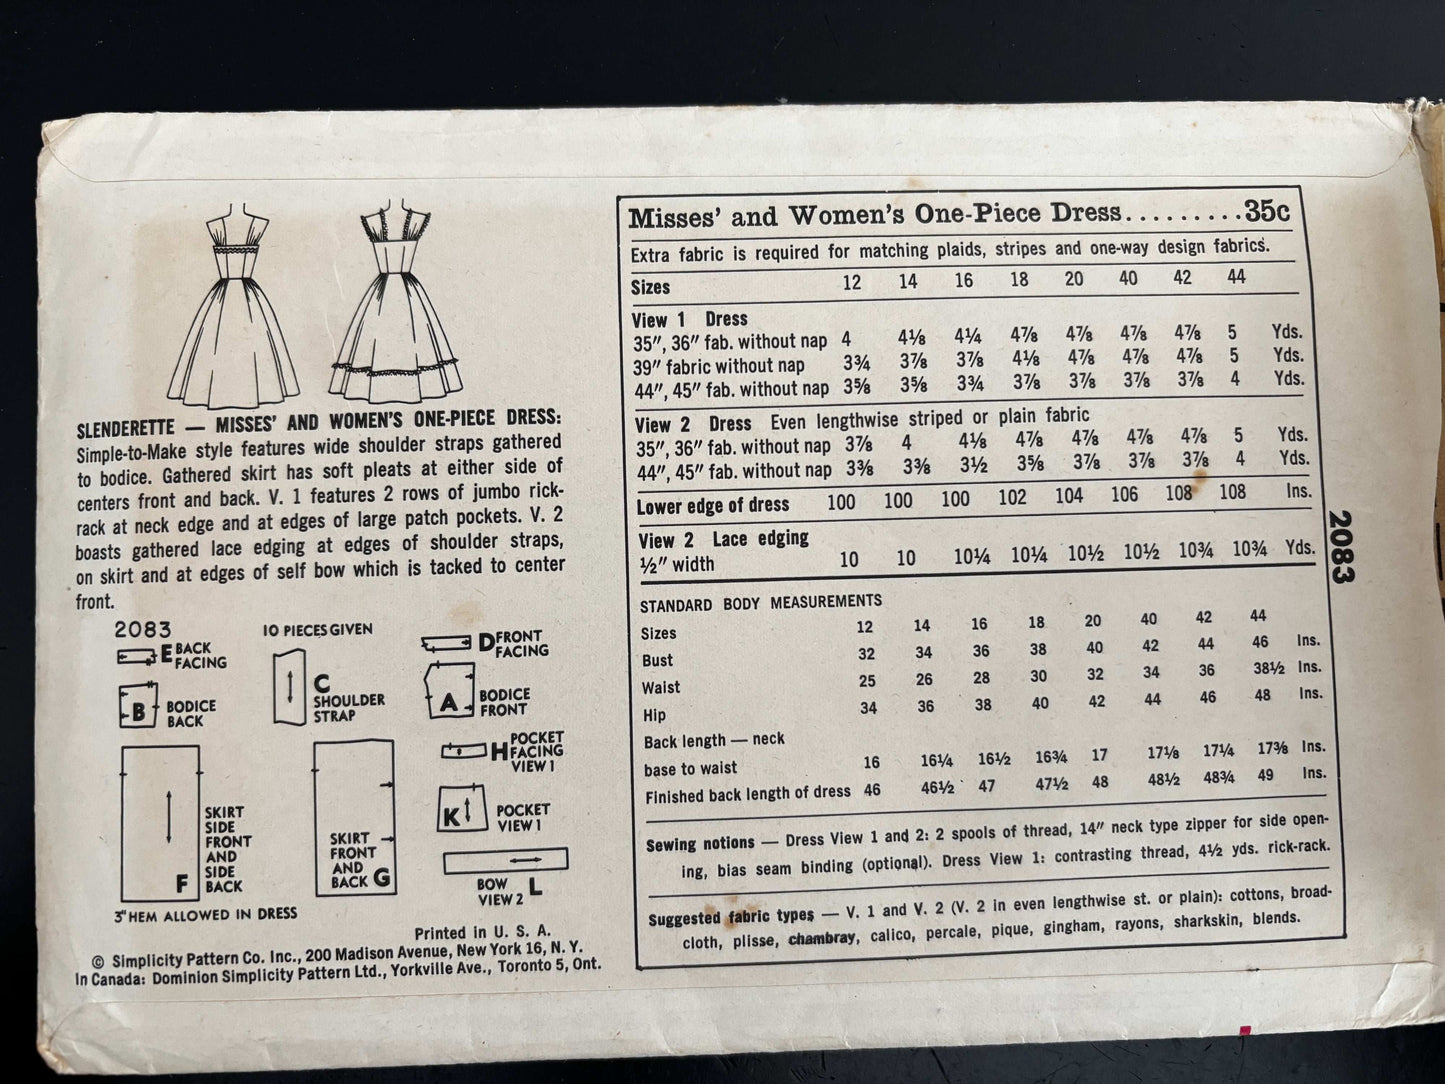 SLENDERETTE — MISSES' AND WOMEN'S ONE-PIECE DRESS:
Simple-to-Make style features wide shoulder straps gathered
to bodice. Gathered skirt has soft pleats at either side of
centers front and back. V. 1 features 2 rows of jumbo rick-
rack at neck edge and at edges of large patch pockets. V. 2
boasts gathered lace edging at edges of shoulder straps,
on skirt and at edges of self bow which is tacked to center
front.
2083 10 PIECES GIVEN
E BACK
FACING
D FRONT
FACING
B BODICE
BACK
C
SHOULDER
STRAP
A BODICE
FRONT
H POCKET
FACING
VIEW 1
K POCKET
VIEW 1
F SKIRT
SIDE
FRONT
AND
SIDE
BACK
SKIRT
FRONT
AND
BACK G
BOW
VIEW 2 L
3" HEM ALLOWED IN DRESS
Printed in U. S. A.
© Simplicity Pattern Co. Inc., 200 Madison Avenue, New York 16, N. Y.
In Canada: Dominion Simplicity Pattern Ltd., Yorkville Ave., Toronto 5, Ont.
Misses' and Women's One-Piece Dress.........35c
Extra fabric is required for matching plaids, stripes and one-way design fabrics.
Sizes 12 14 16 18 20 40 42 44
View 1 Dress
35", 36" fab. without nap 4 4⅛ 4¼ 4⅞ 4⅞ 4⅞ 4⅞ 5 Yds.
39" fabric without nap 3¾ 3⅞ 3⅞ 4⅛ 4⅞ 4⅞ 4⅞ 5 Yds.
44", 45" fab. without nap 3⅝ 3⅝ 3¾ 3⅞ 3⅞ 3⅞ 3⅞ 4 Yds.
View 2 Dress Even lengthwise striped or plain fabric
35", 36" fab. without nap 3⅞ 4 4⅛ 4⅞ 4⅞ 4⅞ 4⅞ 5 Yds.
44", 45" fab. without nap 3⅜ 3⅜ 3½ 3⅝ 3⅞ 3⅞ 3⅞ 4 Yds.
Lower edge of dress 100 100 100 102 104 106 108 108 Ins.
View 2 Lace edging
½" width 10 10 10¼ 10¼ 10½ 10½ 10¾ 10¾ Yds.
STANDARD BODY MEASUREMENTS
Sizes 12 14 16 18 20 40 42 44
Bust 32 34 36 38 40 42 44 46 Ins.
Waist 25 26 28 30 32 34 36 38½ Ins.
Hip 34 36 38 40 42 44 46 48 Ins.
Back length — neck
base to waist 16 16¼ 16½ 16¾ 17 17⅛ 17¼ 17⅜ Ins.
Finished back length of dress 46 46½ 47 47½ 48 48½ 48¾ 49 Ins.
Sewing notions — Dress View 1 and 2: 2 spools of thread, 14" neck type zipper for side open-
ing, bias seam binding (optional). Dress View 1: contrasting thread, 4½ yds. rick-rack.
Suggested fabric types — V. 1 and V. 2 (V. 2 in even lengthwise st. or plain): cottons, broad-
cloth, plisse, chambray, calico, percale, pique, gingham, rayons, sharkskin, blends.
2083